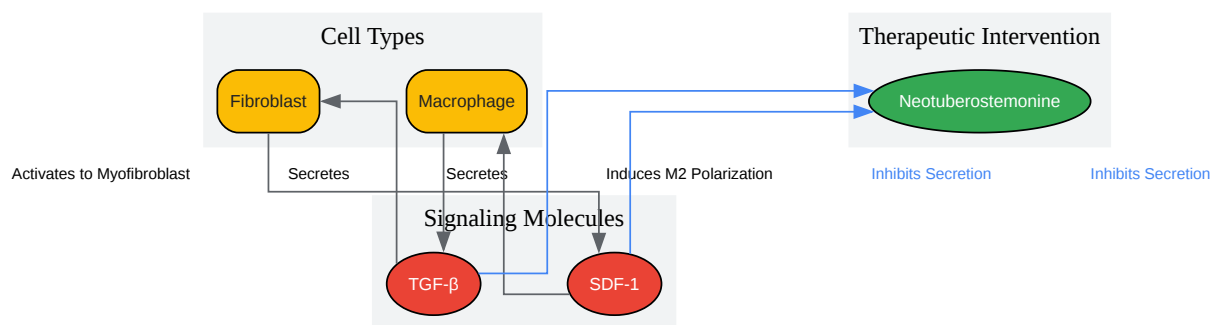 Cell Types
Therapeutic Intervention
Fibroblast
Macrophage
Neotuberostemonine
Activates to Myofibroblast
Secretes
Secretes
Induces M2 Polarization
Inhibits Secretion
Inhibits Secretion
Signaling Molecules
TGF-β
SDF-1